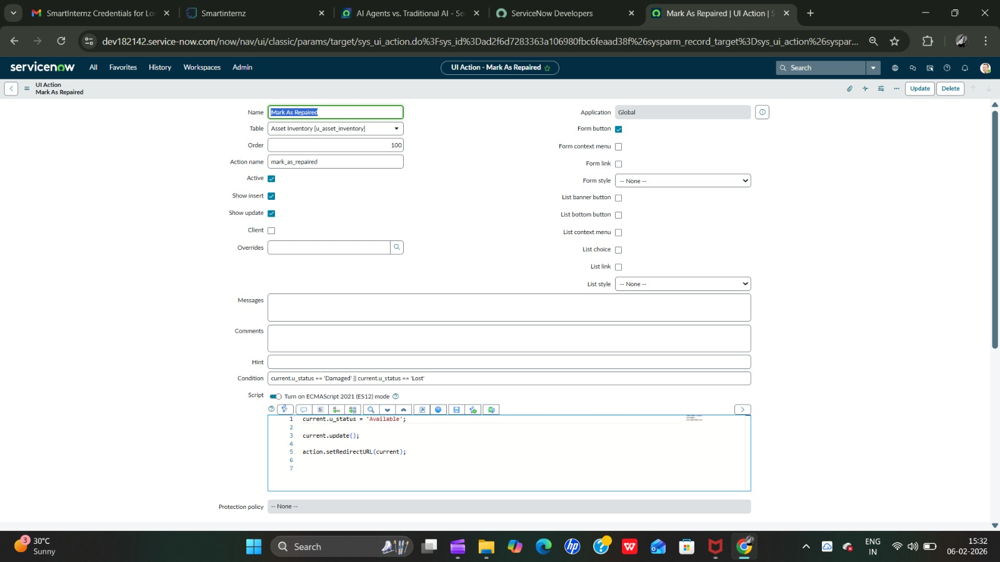 SmartInternz Credentials for Lo
Smartinternz
AI Agents vs. Traditional AI - Se
ServiceNow Developers
Mark As Repaired | UI Action | S
dev182142.service-now.com/now/nav/ui/classic/params/target/sys_ui_action.do%3Fsys_id%3Dad2f6d7283363a106980fbc6feaad38f%26sysparm_record_target%3Dsys_ui_action%26syspar...
servicenow All Favorites History Workspaces Admin UI Action - Mark As Repaired Search
UI Action
Mark As Repaired
Update Delete
Name Mark As Repaired
Application Global
Table Asset Inventory [u_asset_inventory]
Form button
Order 100
Form context menu
Action name mark_as_repaired
Form link
Active
Form style -- None --
Show insert
List banner button
Show update
List bottom button
Client
List context menu
Overrides
List choice
List link
List style -- None --
Messages
Comments
Hint
Condition current.u_status == 'Damaged' || current.u_status == 'Lost'
Script Turn on ECMAScript 2021 (ES12) mode
1 current.u_status = 'Available';
2
3 current.update();
4
5 action.setRedirectURL(current);
6
7
Protection policy -- None --
3
30°C
Sunny
Search
ENG
IN
15:32
06-02-2026